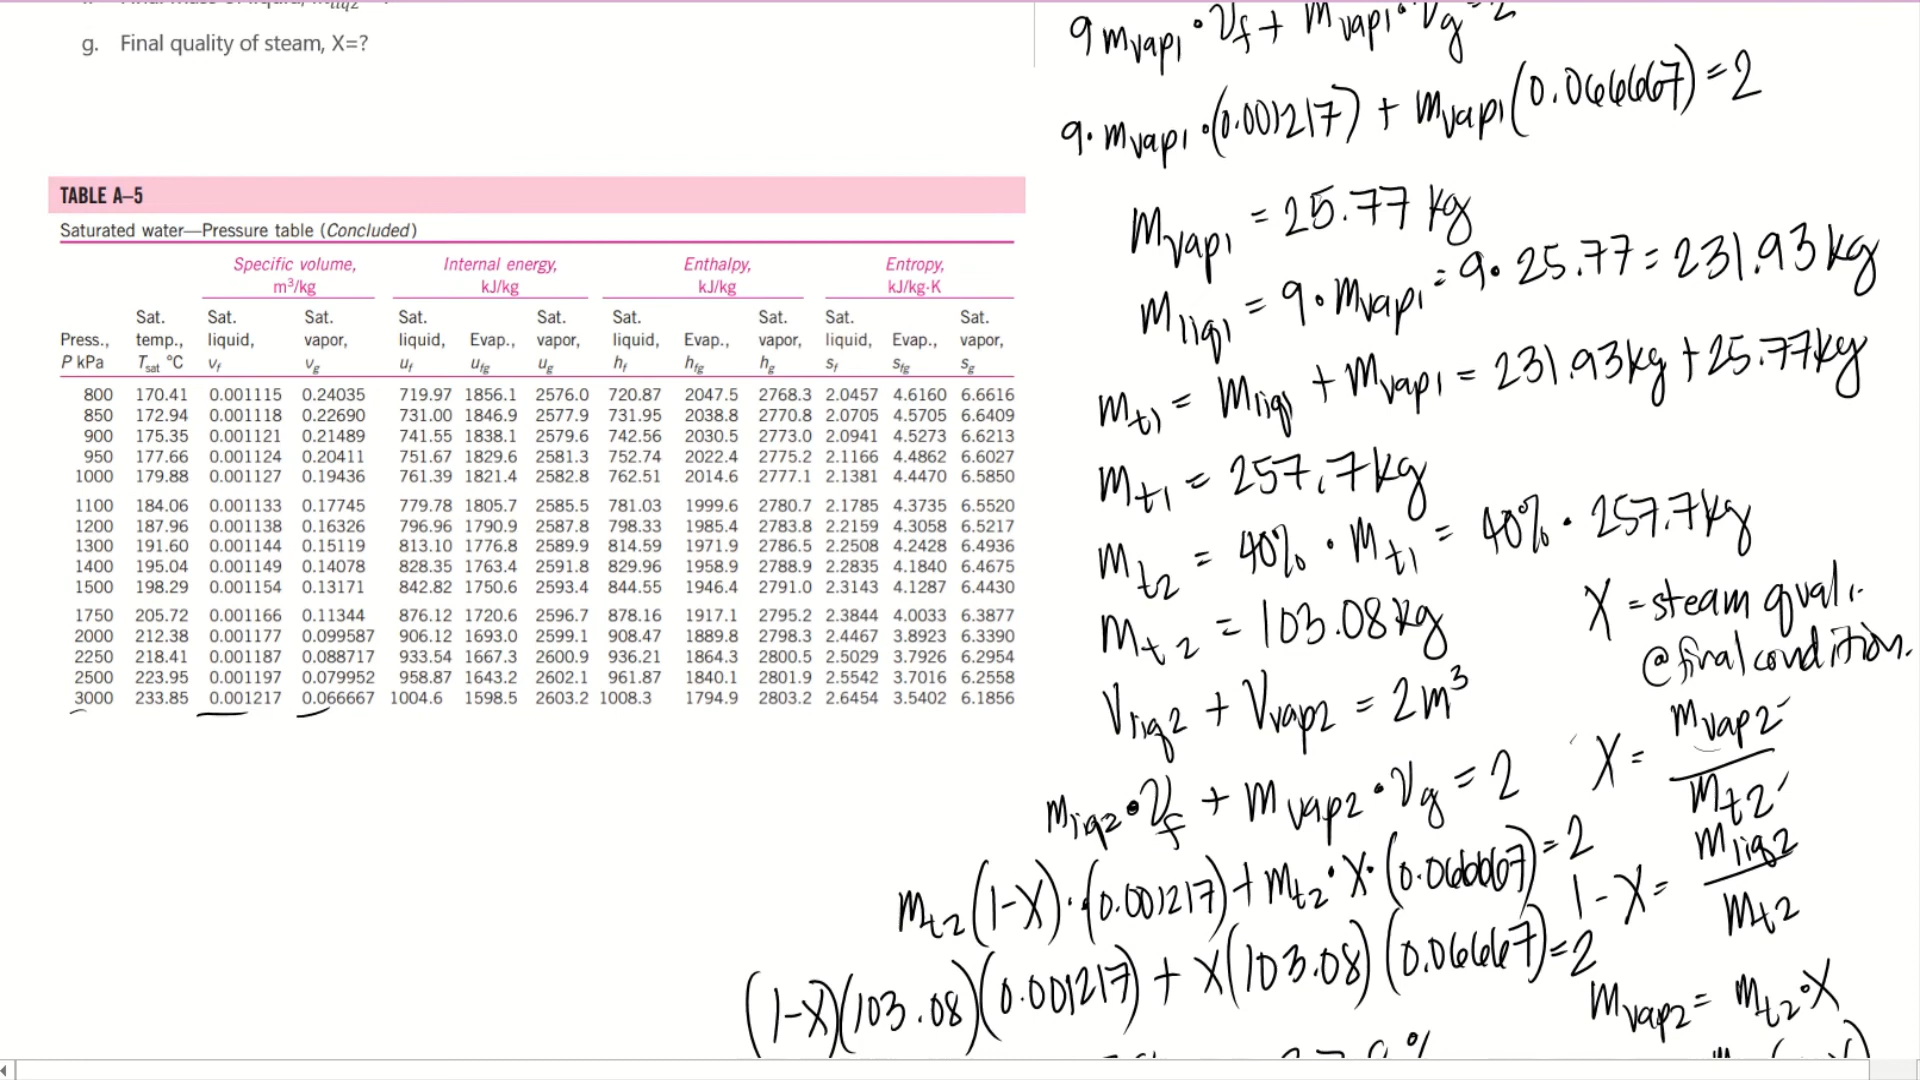 g. Final quality of steam, X=?
TABLE A–5
Saturated water—Pressure table (Concluded)
Specific volume, Internal energy, Enthalpy, Entropy,
m³/kg kJ/kg kJ/kg kJ/kg·K
Sat. Sat. Sat. Sat. Sat. Sat. Sat. Sat.
Press., temp., liquid, vapor, liquid, Evap., vapor, liquid, Evap., vapor, liquid, Evap., vapor,
P kPa Tsat °C vf vg uf ufg ug hf hfg hg sf sfg sg
800 170.41 0.001115 0.24035 719.97 1856.1 2576.0 720.87 2047.5 2768.3 2.0457 4.6160 6.6616
850 172.94 0.001118 0.22690 731.00 1846.9 2577.9 731.95 2038.8 2770.8 2.0705 4.5705 6.6409
900 175.35 0.001121 0.21489 741.55 1838.1 2579.6 742.56 2030.5 2773.0 2.0941 4.5273 6.6213
950 177.66 0.001124 0.20411 751.67 1829.6 2581.3 752.74 2022.4 2775.2 2.1166 4.4862 6.6027
1000 179.88 0.001127 0.19436 761.39 1821.4 2582.8 762.51 2014.6 2777.1 2.1381 4.4470 6.5850
1100 184.06 0.001133 0.17745 779.78 1805.7 2585.5 781.03 1999.6 2780.7 2.1785 4.3735 6.5520
1200 187.96 0.001138 0.16326 796.96 1790.9 2587.8 798.33 1985.4 2783.8 2.2159 4.3058 6.5217
1300 191.60 0.001144 0.15119 813.10 1776.8 2589.9 814.59 1971.9 2786.5 2.2508 4.2428 6.4936
1400 195.04 0.001149 0.14078 828.35 1763.4 2591.8 829.96 1958.9 2788.9 2.2835 4.1840 6.4675
1500 198.29 0.001154 0.13171 842.82 1750.6 2593.4 844.55 1946.4 2791.0 2.3143 4.1287 6.4430
1750 205.72 0.001166 0.11344 876.12 1720.6 2596.7 878.16 1917.1 2795.2 2.3844 4.0033 6.3877
2000 212.38 0.001177 0.099587 906.12 1693.0 2599.1 908.47 1889.8 2798.3 2.4467 3.8923 6.3390
2250 218.41 0.001187 0.088717 933.54 1667.3 2600.9 936.21 1864.3 2800.5 2.5029 3.7926 6.2954
2500 223.95 0.001197 0.079952 958.87 1643.2 2602.1 961.87 1840.1 2801.9 2.5542 3.7016 6.2558
3000 233.85 0.001217 0.066667 1004.6 1598.5 2603.2 1008.3 1794.9 2803.2 2.6454 3.5402 6.1856
9 mvap1 • Vf + mvap1 • Vg = 2
9 • mvap1 • (0.001217) + mvap1 (0.066667) = 2
mvap1 = 25.77 kg
mliq1 = 9 • mvap1 = 9 • 25.77 = 231.93 kg
mt1 = mliq1 + mvap1 = 231.93 kg + 25.77 kg
mt1 = 257.7 kg
mt2 = 40% • mt1 = 40% • 257.7 kg
mt2 = 103.08 kg
Vliq2 + Vvap2 = 2m³
mliq2 • Vf + mvap2 • Vg = 2
mt2 (1-X) • (0.001217) + mt2 • X • (0.066667) = 2
(1-X)(103.08)(0.001217) + X(103.08)(0.06667) = 2
X = steam quali.
@ final condition.
X = mvap2 / mt2
1-X = mliq2 / mt2
mvap2 = mt2 • X